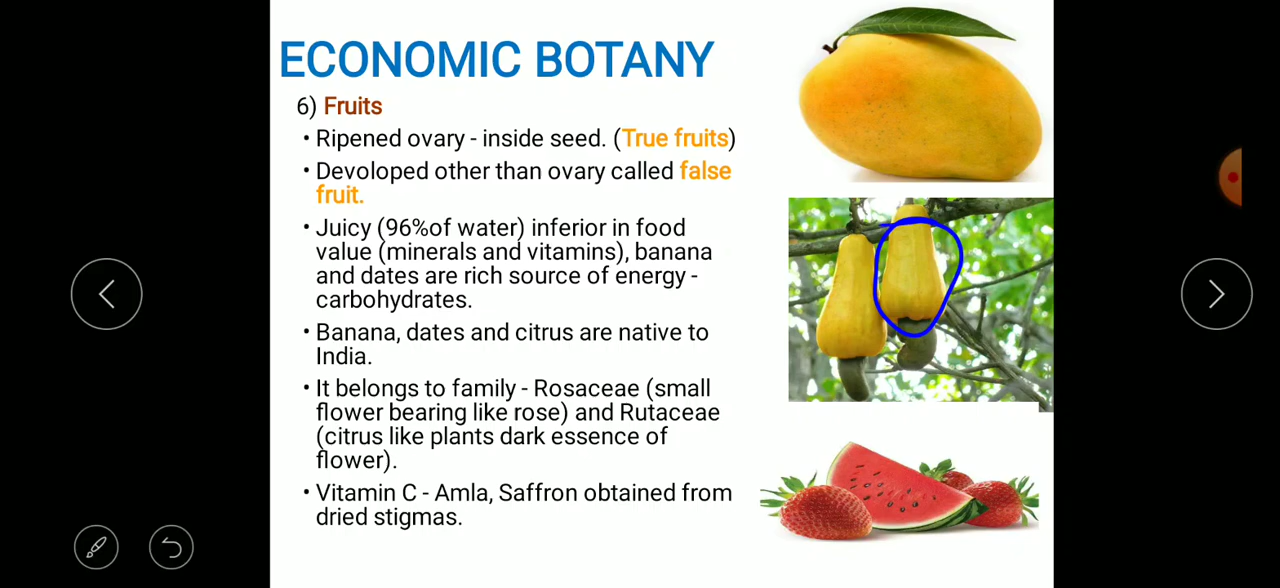 ECONOMIC BOTANY
6) Fruits
• Ripened ovary - inside seed. (True fruits)
• Devoloped other than ovary called false
fruit.
• Juicy (96%of water) inferior in food
value (minerals and vitamins), banana
and dates are rich source of energy -
carbohydrates.
• Banana, dates and citrus are native to
India.
• It belongs to family - Rosaceae (small
flower bearing like rose) and Rutaceae
(citrus like plants dark essence of
flower).
• Vitamin C - Amla, Saffron obtained from
dried stigmas.